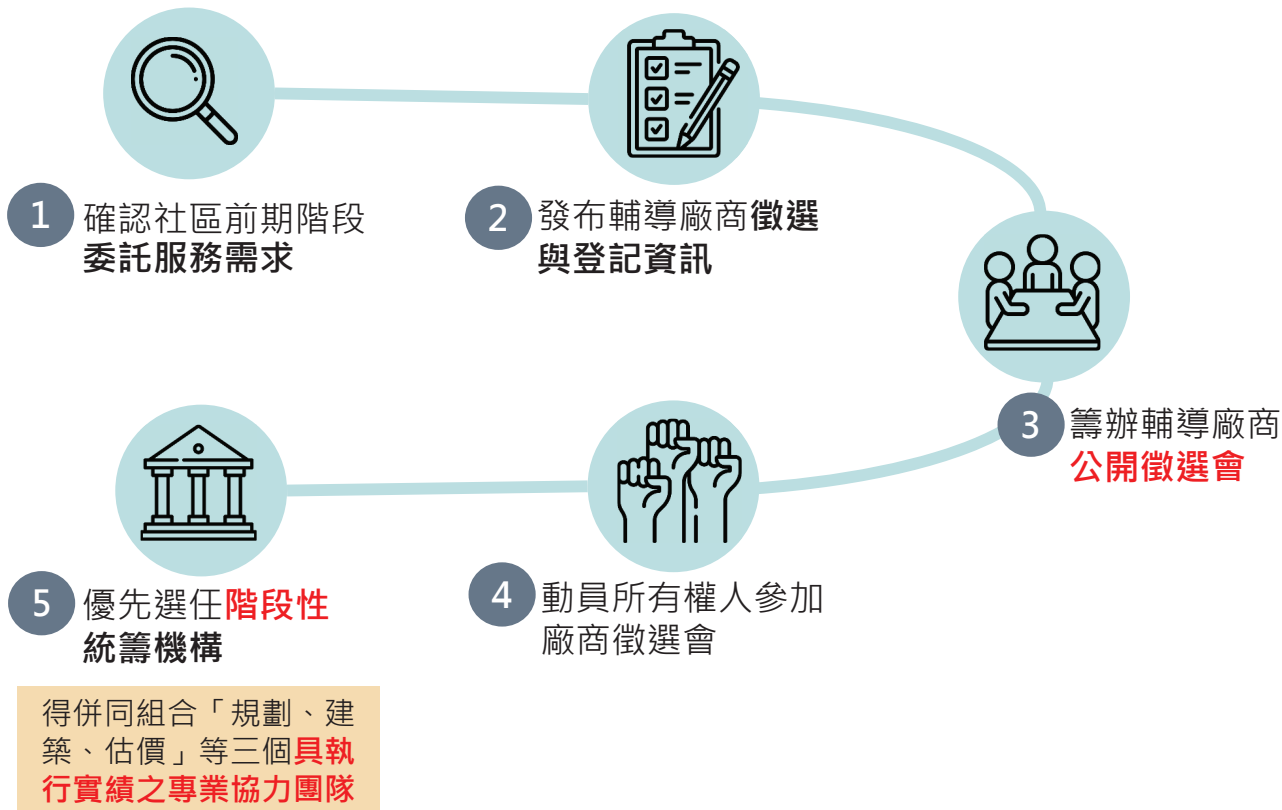 1
確認社區前期階段
委託服務需求
2
發布輔導廠商徵選
與登記資訊
3
籌辦輔導廠商
公開徵選會
4
動員所有權人參加
廠商徵選會
5
優先選任階段性
統籌機構
得併同組合「規劃、建
築、估價」等三個具執
行實績之專業協力團隊